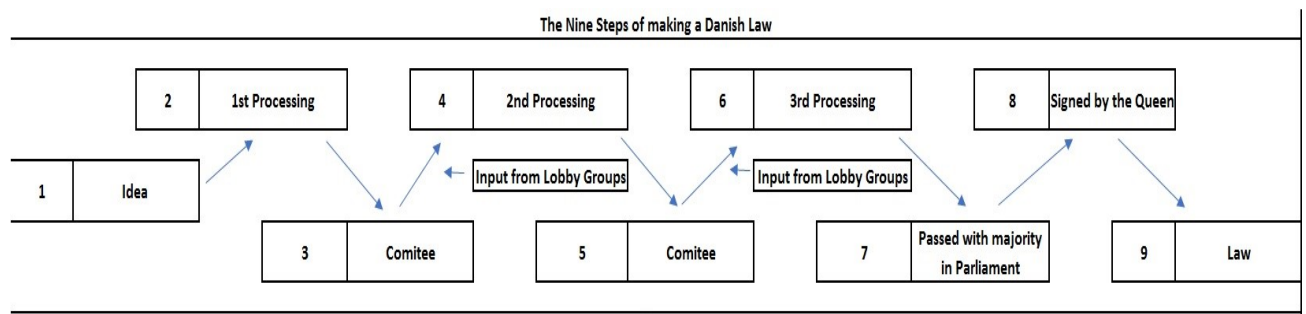 The Nine Steps of making a Danish Law
1 Idea
2 1st Processing
3 Comitee
4 2nd Processing
Input from Lobby Groups
5 Comitee
6 3rd Processing
Input from Lobby Groups
7 Passed with majority
in Parliament
8 Signed by the Queen
9 Law